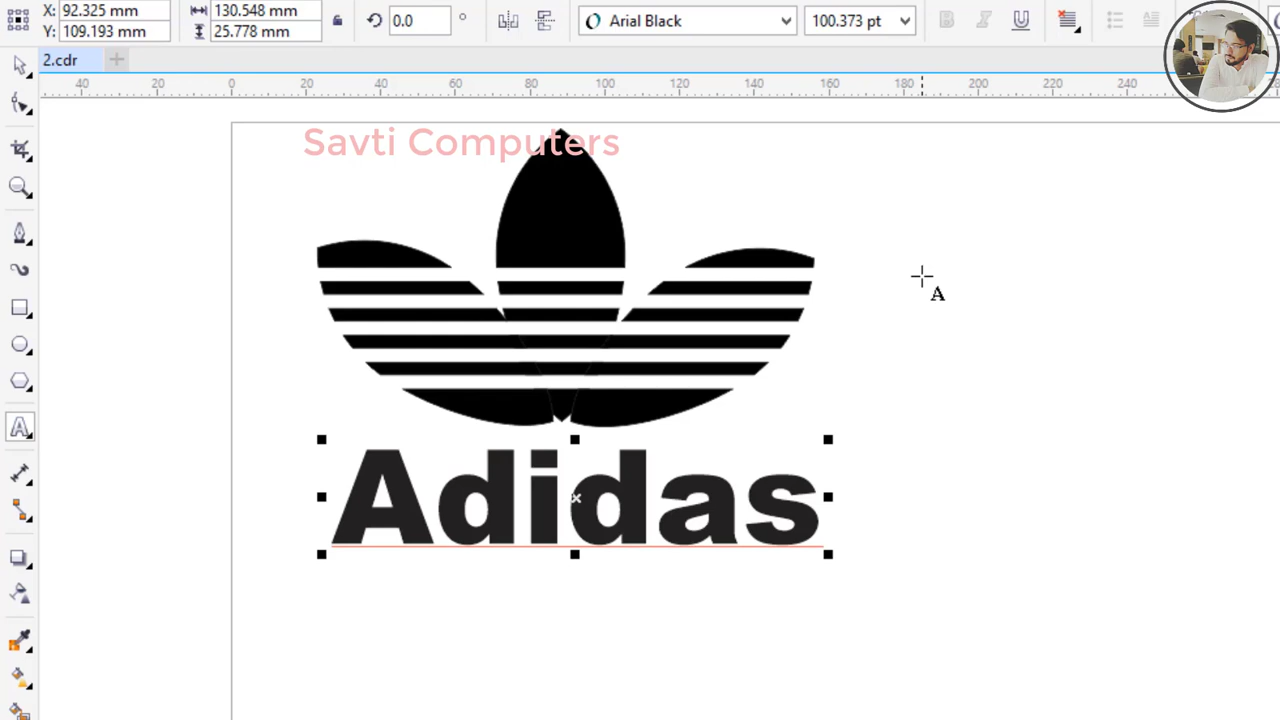 X: 92.325 mm 130.548 mm 0.0 ° Arial Black 100.373 pt B I U
Y: 109.193 mm 25.778 mm
2.cdr
40 20 0 20 40 60 80 100 120 140 160 180 200 220 240
Savti Computers
A
Adidas